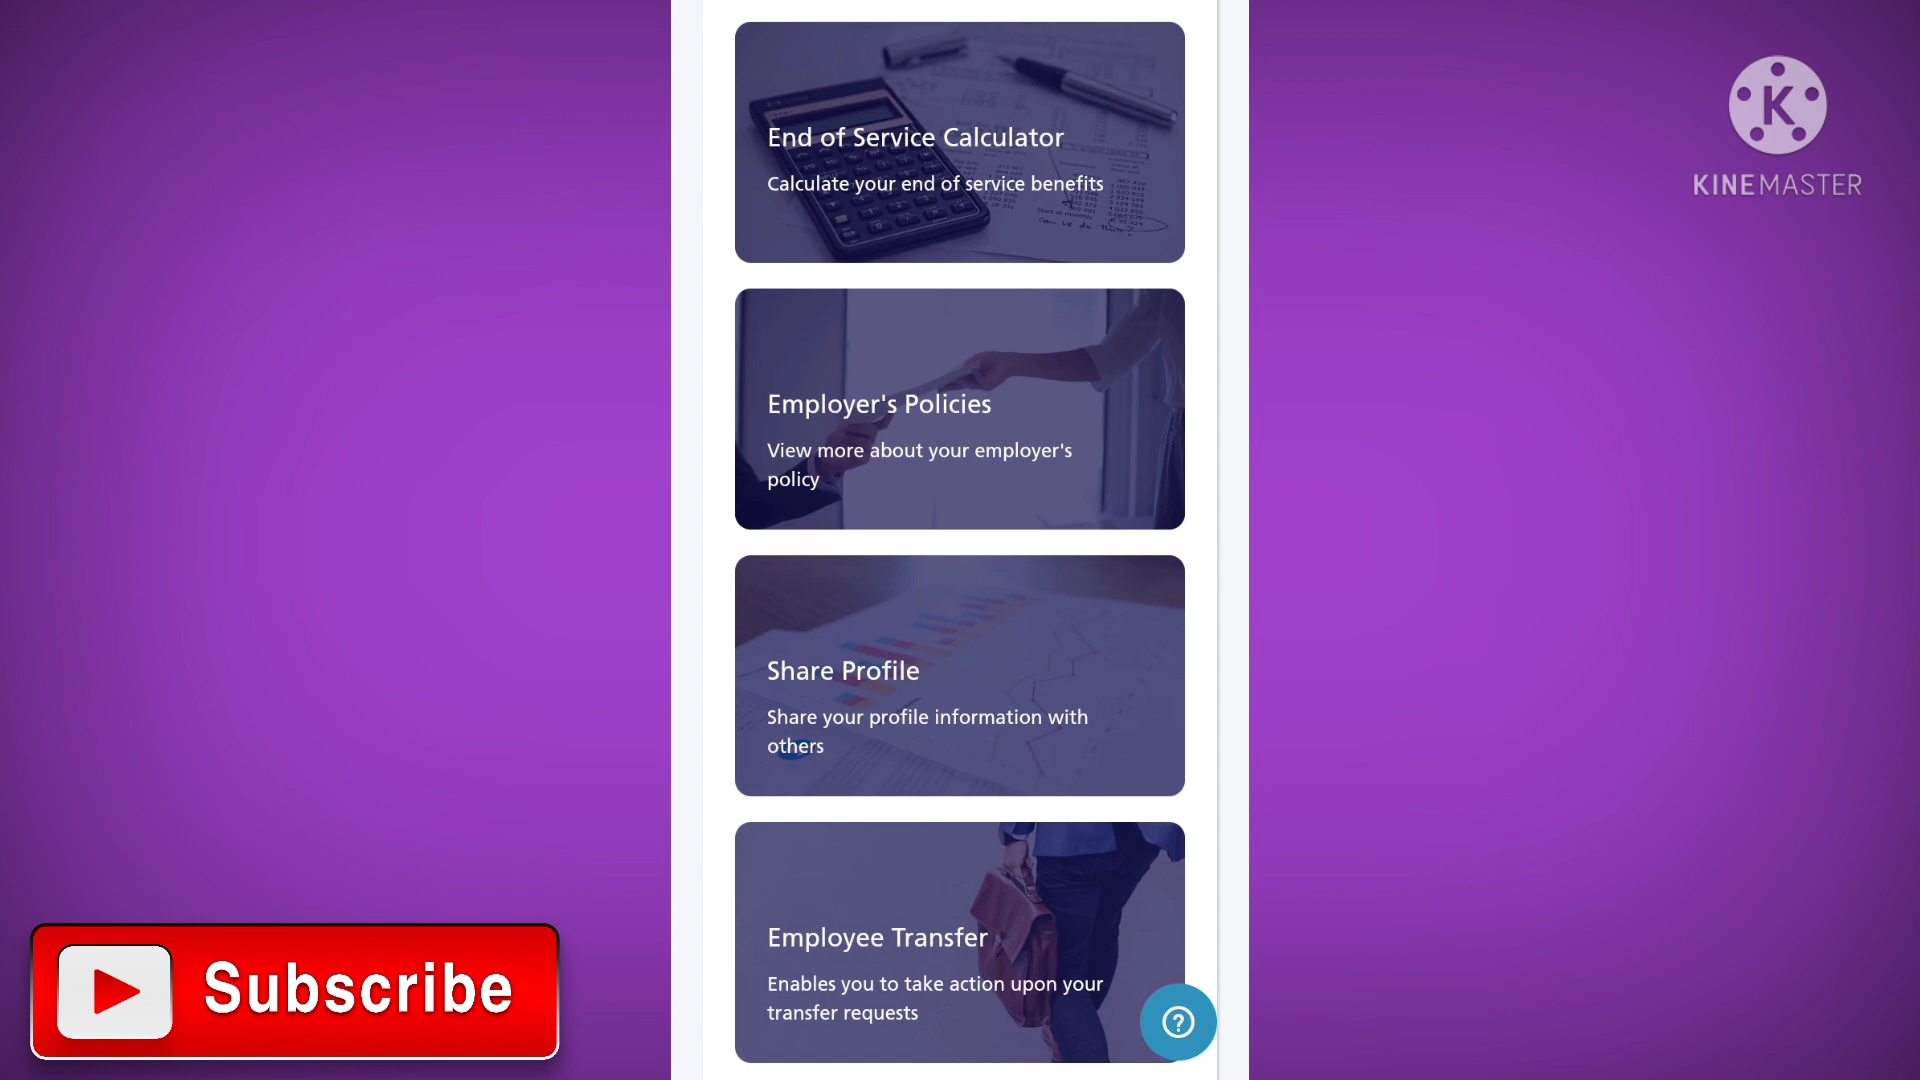 End of Service Calculator
Calculate your end of service benefits
Employer's Policies
View more about your employer's
policy
Share Profile
Share your profile information with
others
Employee Transfer
Enables you to take action upon your
transfer requests
K
KINEMASTER
Subscribe
?